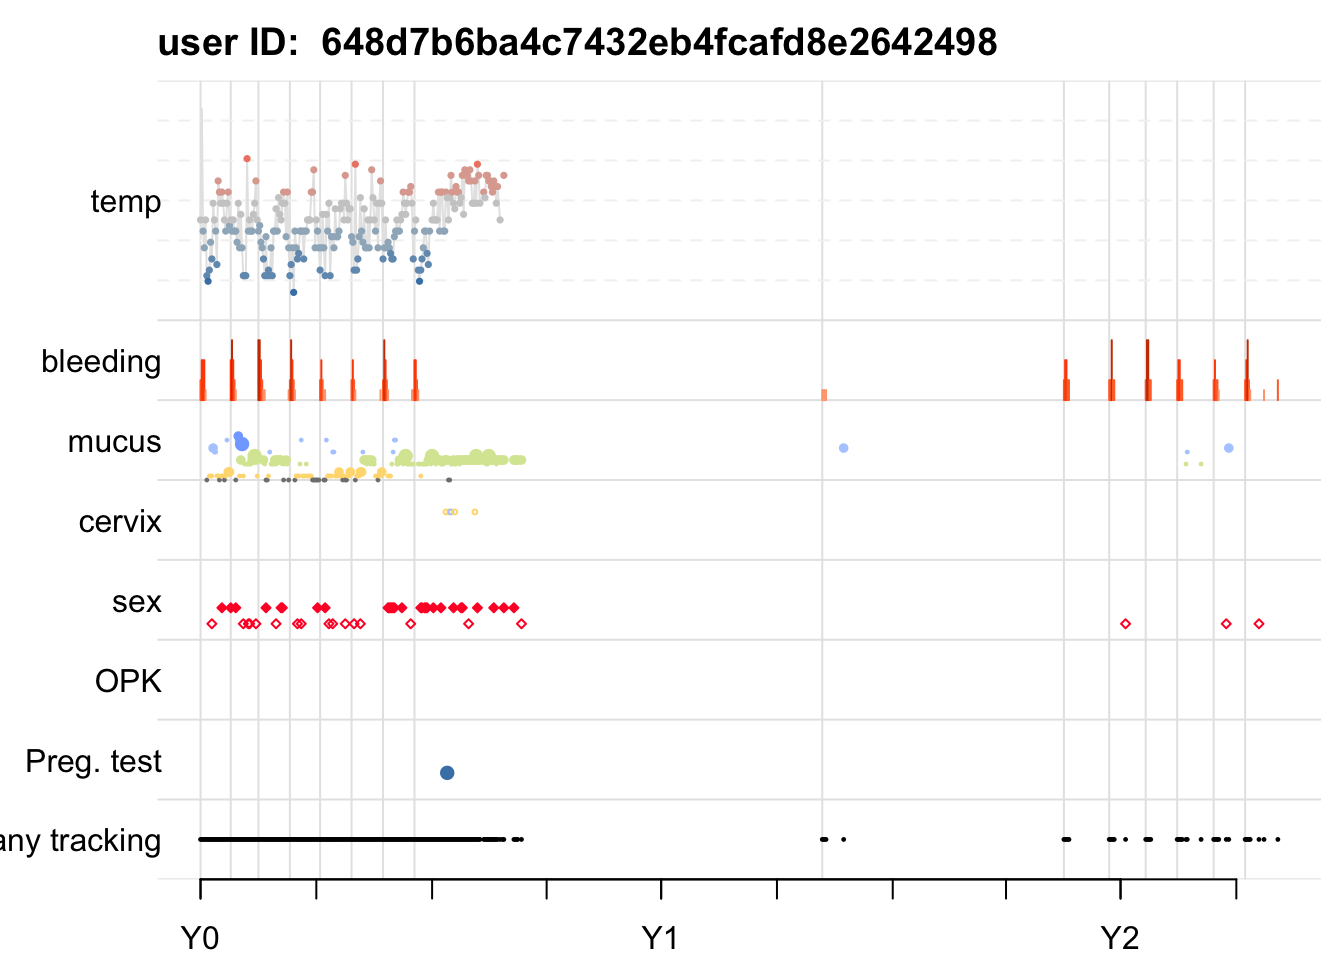 user ID:  648d7b6ba4c7432eb4fcafd8e2642498
temp
bleeding
mucus
cervix
sex
OPK
Preg. test
any tracking
Y0 Y1 Y2